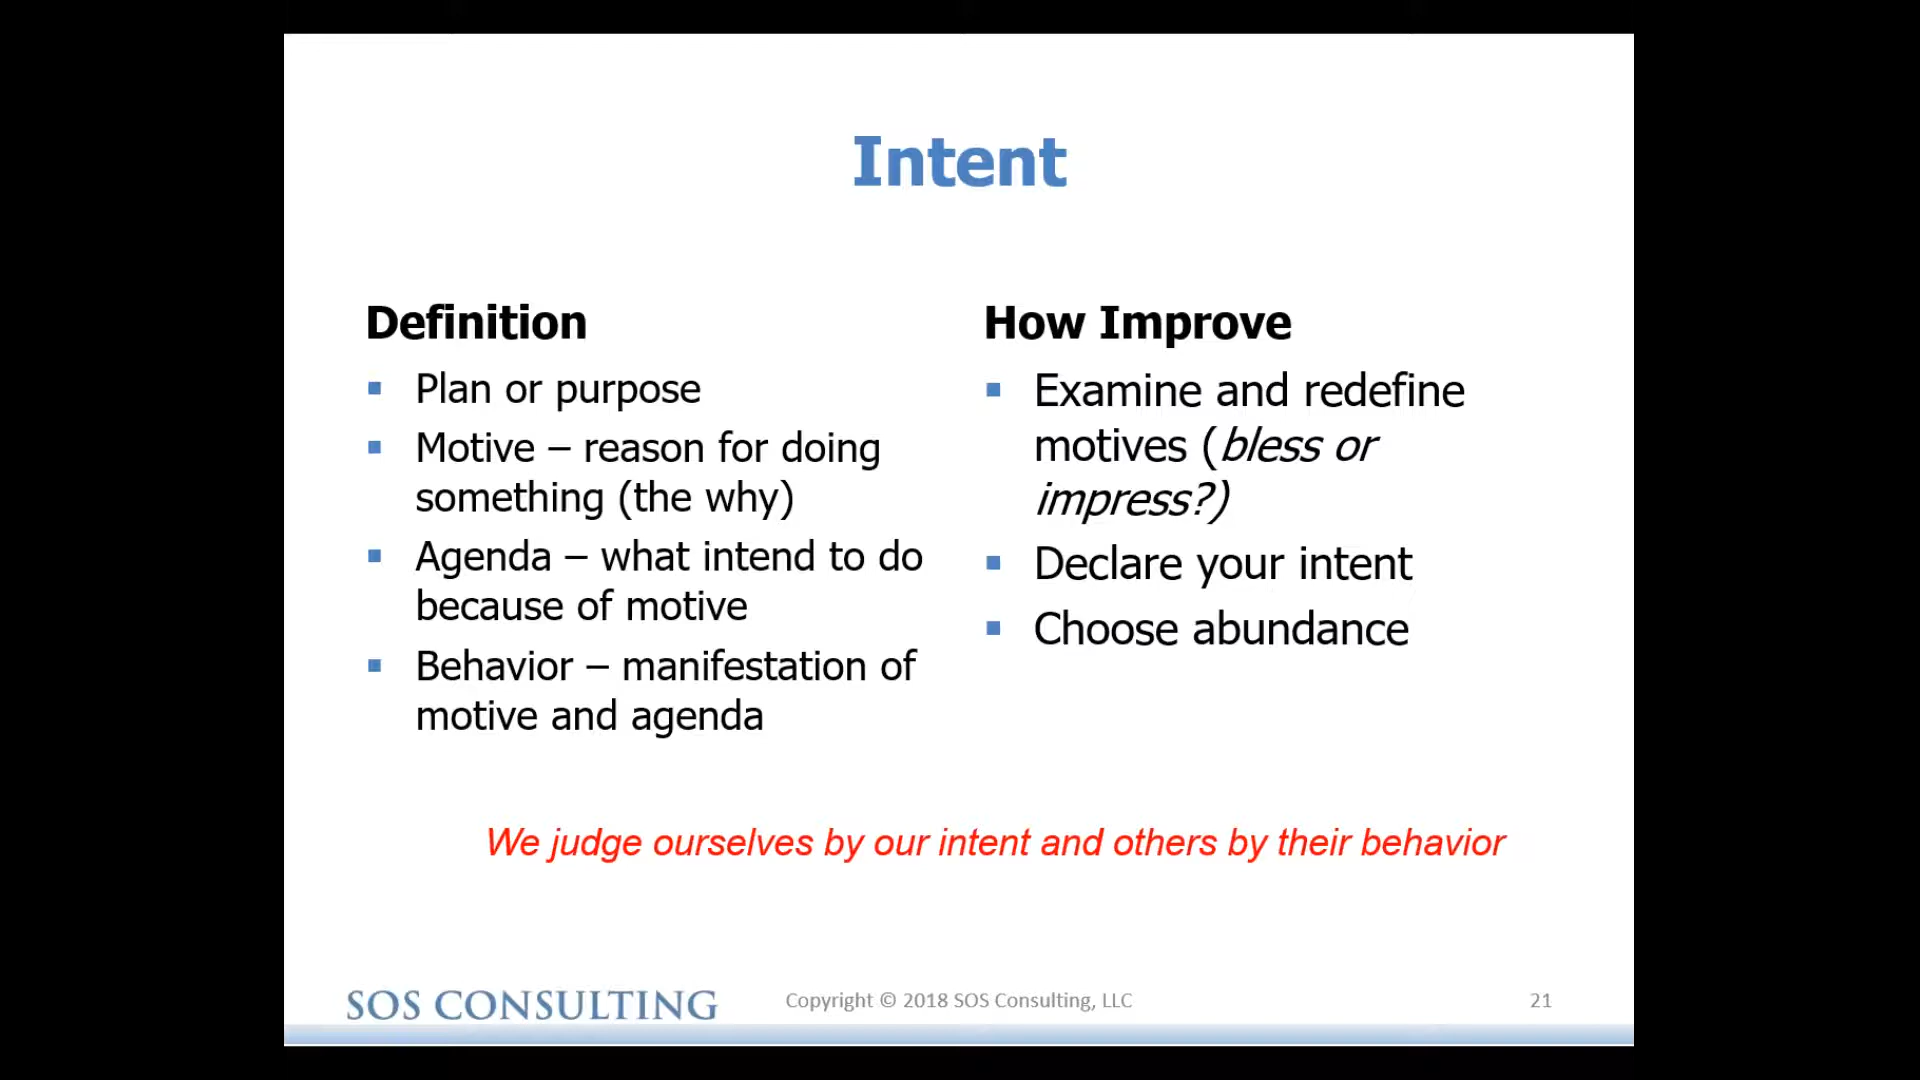 Intent
Definition
▪ Plan or purpose
▪ Motive – reason for doing
something (the why)
▪ Agenda – what intend to do
because of motive
▪ Behavior – manifestation of
motive and agenda
How Improve
▪ Examine and redefine
motives (bless or
impress?)
▪ Declare your intent
▪ Choose abundance
We judge ourselves by our intent and others by their behavior
SOS CONSULTING
Copyright © 2018 SOS Consulting, LLC
21